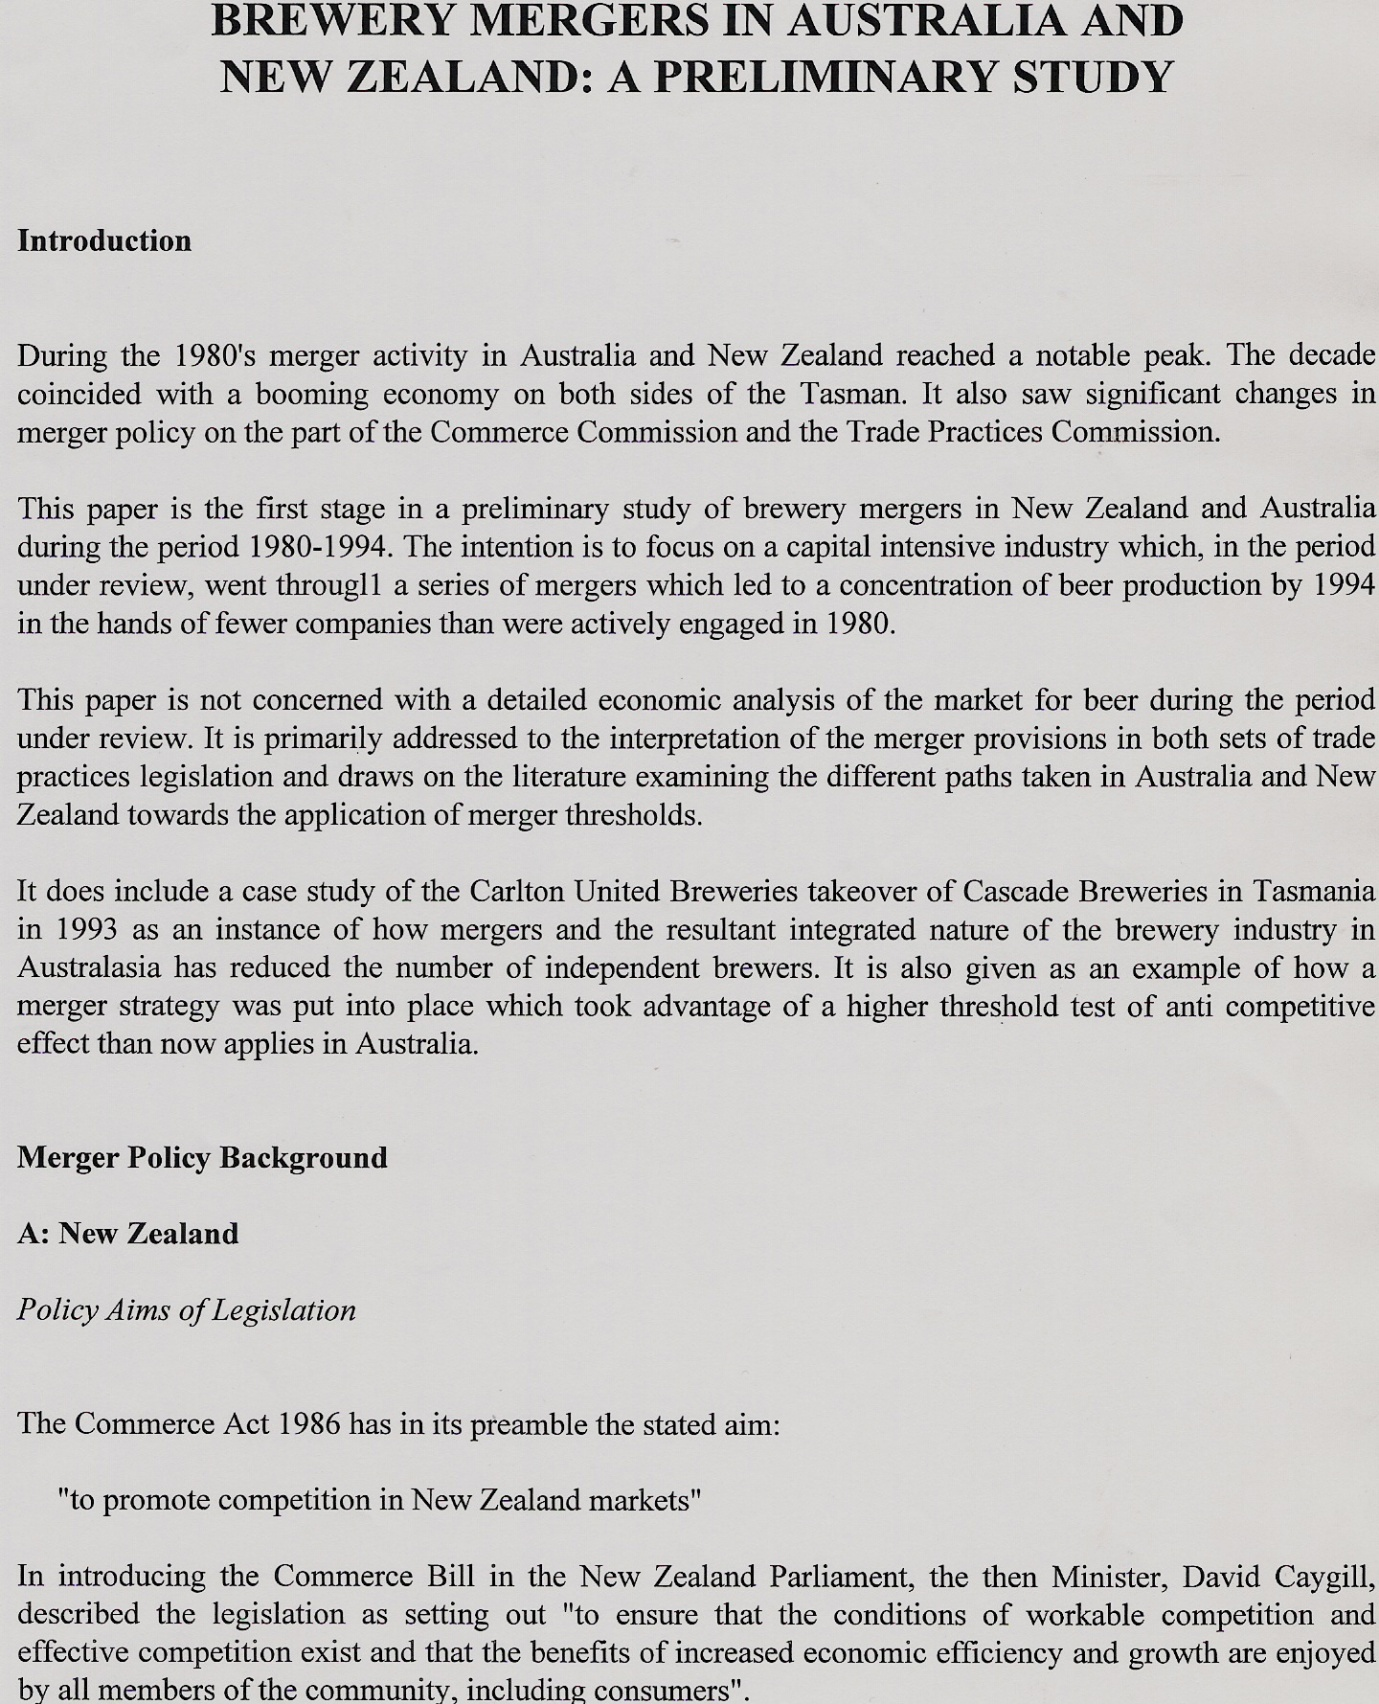 BREWERY MERGERS IN AUSTRALIA AND
NEW ZEALAND: A PRELIMINARY STUDY
Introduction
During the 1980's merger activity in Australia and New Zealand reached a notable peak. The decade
coincided with a booming economy on both sides of the Tasman. It also saw significant changes in
merger policy on the part of the Commerce Commission and the Trade Practices Commission.
This paper is the first stage in a preliminary study of brewery mergers in New Zealand and Australia
during the period 1980-1994. The intention is to focus on a capital intensive industry which, in the period
under review, went througl1 a series of mergers which led to a concentration of beer production by 1994
in the hands of fewer companies than were actively engaged in 1980.
This paper is not concerned with a detailed economic analysis of the market for beer during the period
under review. It is primarily addressed to the interpretation of the merger provisions in both sets of trade
practices legislation and draws on the literature examining the different paths taken in Australia and New
Zealand towards the application of merger thresholds.
It does include a case study of the Carlton United Breweries takeover of Cascade Breweries in Tasmania
in 1993 as an instance of how mergers and the resultant integrated nature of the brewery industry in
Australasia has reduced the number of independent brewers. It is also given as an example of how a
merger strategy was put into place which took advantage of a higher threshold test of anti competitive
effect than now applies in Australia.
Merger Policy Background
A: New Zealand
Policy Aims of Legislation
The Commerce Act 1986 has in its preamble the stated aim:
"to promote competition in New Zealand markets"
In introducing the Commerce Bill in the New Zealand Parliament, the then Minister, David Caygill,
described the legislation as setting out "to ensure that the conditions of workable competition and
effective competition exist and that the benefits of increased economic efficiency and growth are enjoyed
by all members of the community, including consumers".